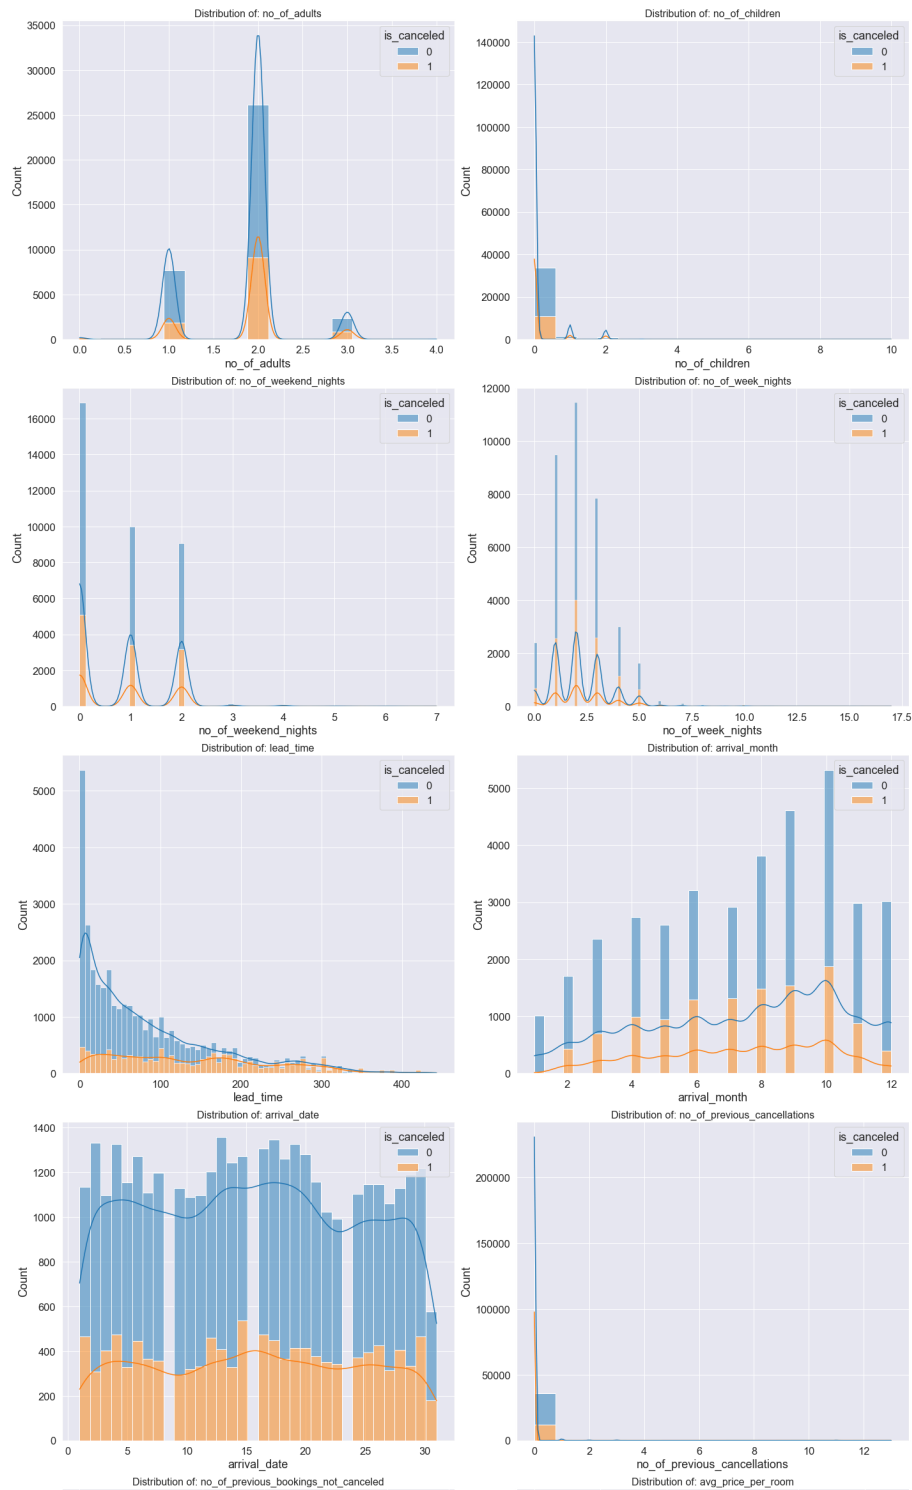 Distribution of: no_of_adults
35000
30000
25000
20000
15000
10000
5000
0
Count
0.0 0.5 1.0 1.5 2.0 2.5 3.0 3.5 4.0
no_of_adults
is_canceled
0
1
Distribution of: no_of_children
140000
120000
100000
80000
60000
40000
20000
0
Count
0 2 4 6 8 10
no_of_children
is_canceled
0
1
Distribution of: no_of_weekend_nights
16000
14000
12000
10000
8000
6000
4000
2000
0
Count
0 1 2 3 4 5 6 7
no_of_weekend_nights
is_canceled
0
1
Distribution of: no_of_week_nights
12000
10000
8000
6000
4000
2000
0
Count
0.0 2.5 5.0 7.5 10.0 12.5 15.0 17.5
no_of_week_nights
is_canceled
0
1
Distribution of: lead_time
5000
4000
3000
2000
1000
0
Count
0 100 200 300 400
lead_time
is_canceled
0
1
Distribution of: arrival_month
5000
4000
3000
2000
1000
0
Count
2 4 6 8 10 12
arrival_month
is_canceled
0
1
Distribution of: arrival_date
1400
1200
1000
800
600
400
200
0
Count
0 5 10 15 20 25 30
arrival_date
is_canceled
0
1
Distribution of: no_of_previous_cancellations
200000
150000
100000
50000
0
Count
0 2 4 6 8 10 12
no_of_previous_cancellations
is_canceled
0
1
Distribution of: no_of_previous_bookings_not_canceled
Distribution of: avg_price_per_room